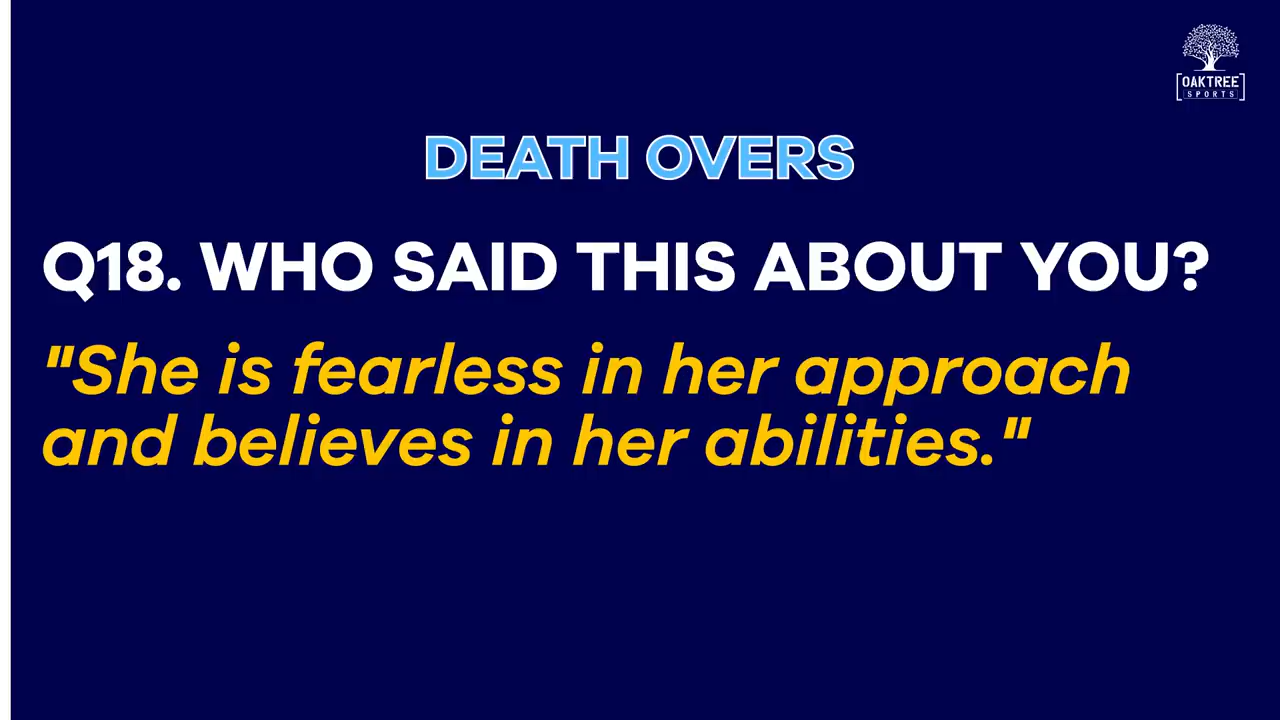 OAKTREE
SPORTS
DEATH OVERS
Q18. WHO SAID THIS ABOUT YOU?
"She is fearless in her approach
and believes in her abilities."